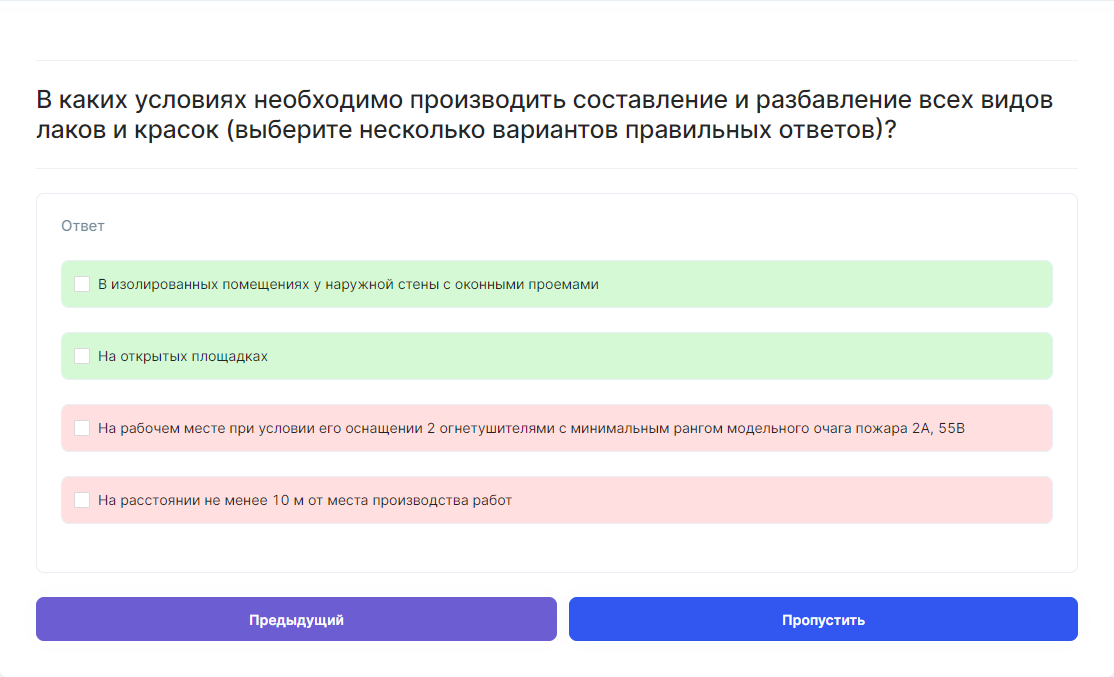 В каких условиях необходимо производить составление и разбавление всех видов
лаков и красок (выберите несколько вариантов правильных ответов)?
Ответ
В изолированных помещениях у наружной стены с оконными проемами
На открытых площадках
На рабочем месте при условии его оснащении 2 огнетушителями с минимальным рангом модельного очага пожара 2А, 55В
На расстоянии не менее 10 м от места производства работ
Предыдущий
Пропустить